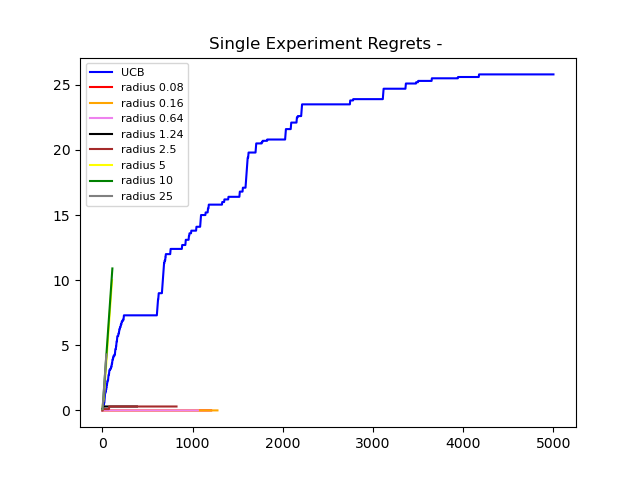 Single Experiment Regrets -
UCB
radius 0.08
radius 0.16
radius 0.64
radius 1.24
radius 2.5
radius 5
radius 10
radius 25
25
20
15
10
5
0
0 1000 2000 3000 4000 5000